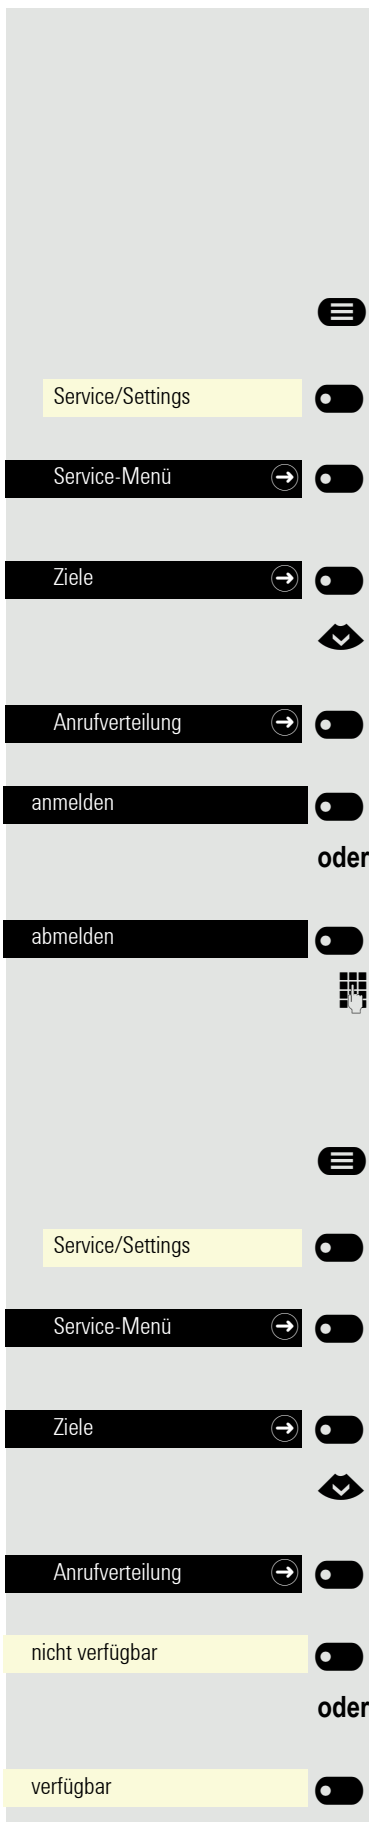 Service/Settings
Service-Menü
Ziele
Anrufverteilung
anmelden
oder
abmelden
Service/Settings
Service-Menü
Ziele
Anrufverteilung
nicht verfügbar
oder
verfügbar